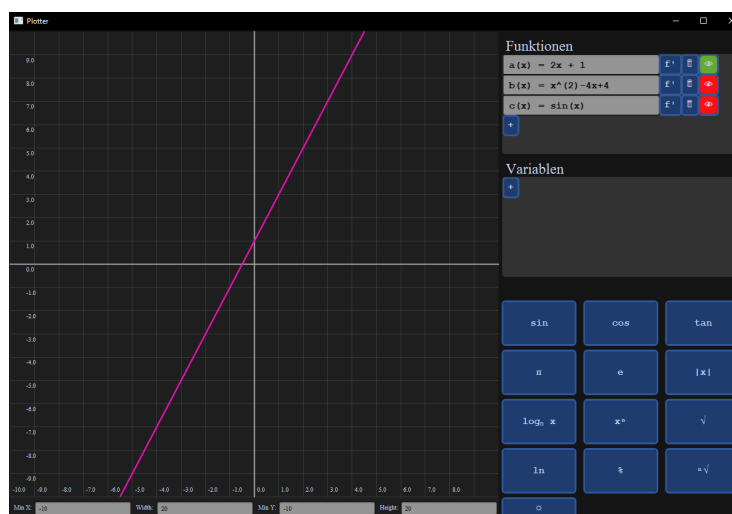 Plotter
Funktionen
a(x) = 2x + 1
f'
b(x) = x^(2)-4x+4
f'
c(x) = sin(x)
f'
+
Variablen
+
9.0
8.0
7.0
6.0
5.0
4.0
3.0
2.0
1.0
0.0
-1.0
-2.0
-3.0
-4.0
-5.0
-6.0
-7.0
-8.0
-9.0
-10.0 -9.0 -8.0 -7.0 -6.0 -5.0 -4.0 -3.0 -2.0 -1.0 0.0 1.0 2.0 3.0 4.0 5.0 6.0 7.0 8.0
Min X: -10 Width: 20 Min Y: -10 Height: 20
sin cos tan
π e |x|
logₙ x xⁿ √
ln % ⁿ√